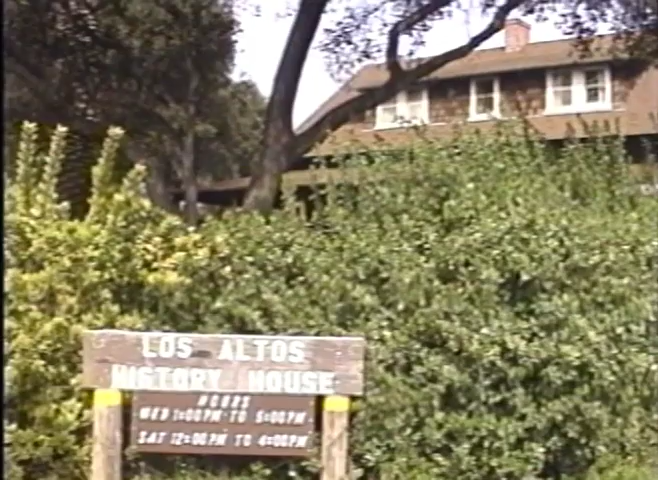 LOS ALTOS
HISTORY HOUSE
HOURS
WED 1:00PM TO 5:00PM
SAT 12:00PM TO 4:00PM